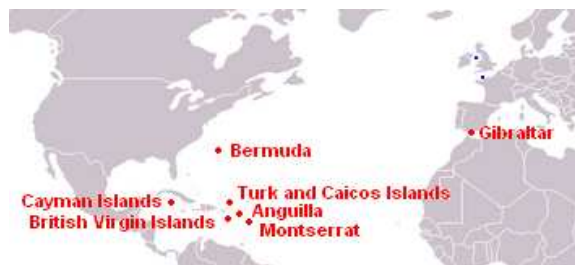 Gibraltar
Bermuda
Turk and Caicos Islands
Cayman Islands
Anguilla
British Virgin Islands
Montserrat